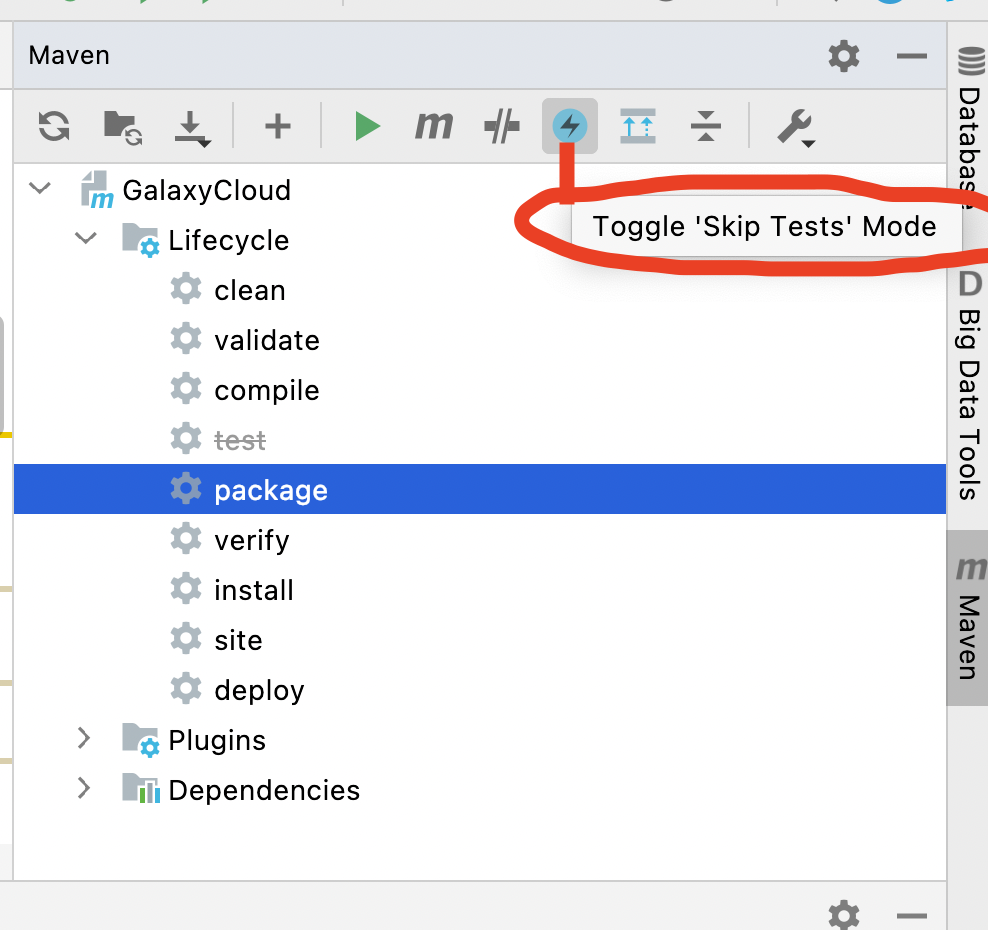 Maven
GalaxyCloud
Toggle 'Skip Tests' Mode
Lifecycle
clean
validate
compile
test
package
verify
install
site
deploy
Plugins
Dependencies
Database
D Big Data Tools
m Maven